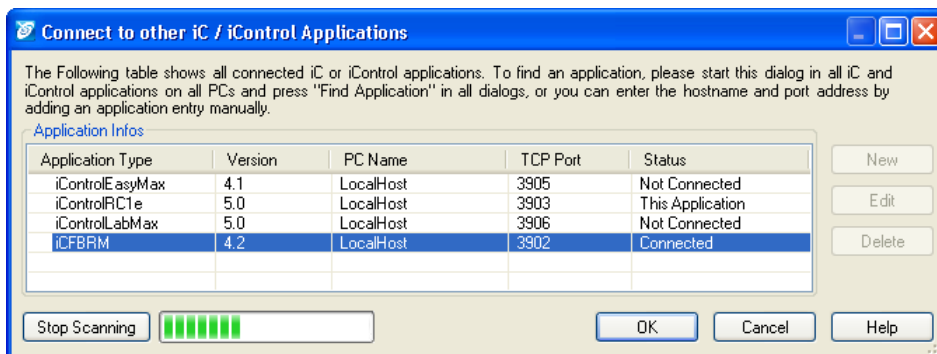 Connect to other iC / iControl Applications
The Following table shows all connected iC or iControl applications. To find an application, please start this dialog in all iC and
iControl applications on all PCs and press "Find Application" in all dialogs, or you can enter the hostname and port address by
adding an application entry manually.
Application Infos
Application Type Version PC Name TCP Port Status
iControlEasyMax 4.1 LocalHost 3905 Not Connected
iControlRC1e 5.0 LocalHost 3903 This Application
iControlLabMax 5.0 LocalHost 3906 Not Connected
iCFBRM 4.2 LocalHost 3902 Connected
New
Edit
Delete
Stop Scanning OK Cancel Help